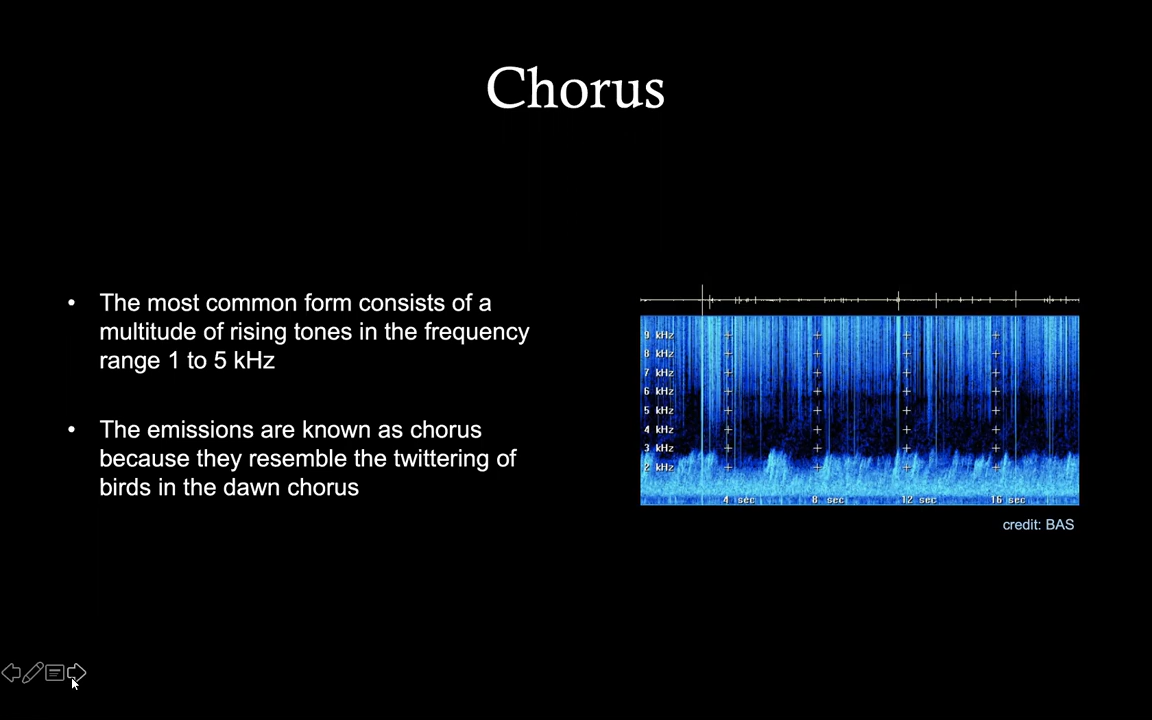 Chorus
• The most common form consists of a
multitude of rising tones in the frequency
range 1 to 5 kHz
• The emissions are known as chorus
because they resemble the twittering of
birds in the dawn chorus
9 kHz
8 kHz
7 kHz
6 kHz
5 kHz
4 kHz
3 kHz
2 kHz
4 sec 8 sec 12 sec 16 sec
credit: BAS